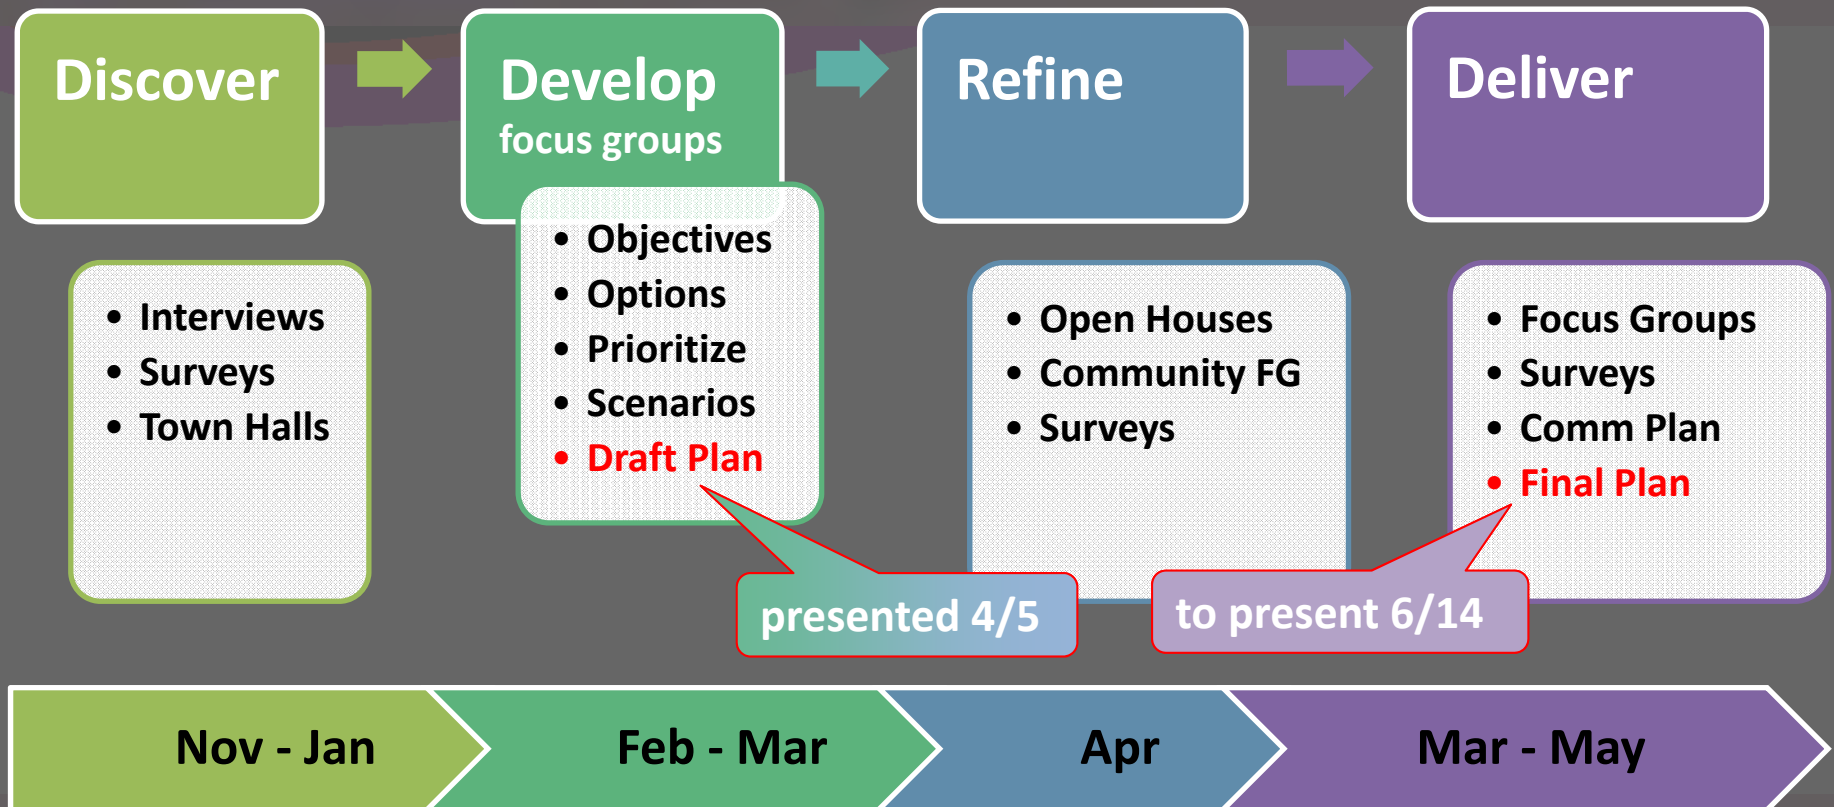 Discover
• Interviews
• Surveys
• Town Halls
Develop
focus groups
• Objectives
• Options
• Prioritize
• Scenarios
• Draft Plan
presented 4/5
Refine
• Open Houses
• Community FG
• Surveys
Deliver
• Focus Groups
• Surveys
• Comm Plan
• Final Plan
to present 6/14
Nov - Jan
Feb - Mar
Apr
Mar - May